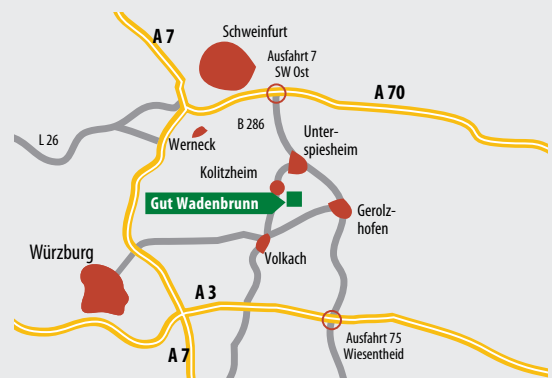 Schweinfurt
A 7
Ausfahrt 7
SW Ost
A 70
B 286
L 26
Werneck
Unter-
spiesheim
Kolitzheim
Gut Wadenbrunn
Gerolz-
hofen
Würzburg
Volkach
A 3
Ausfahrt 75
Wiesentheid
A 7